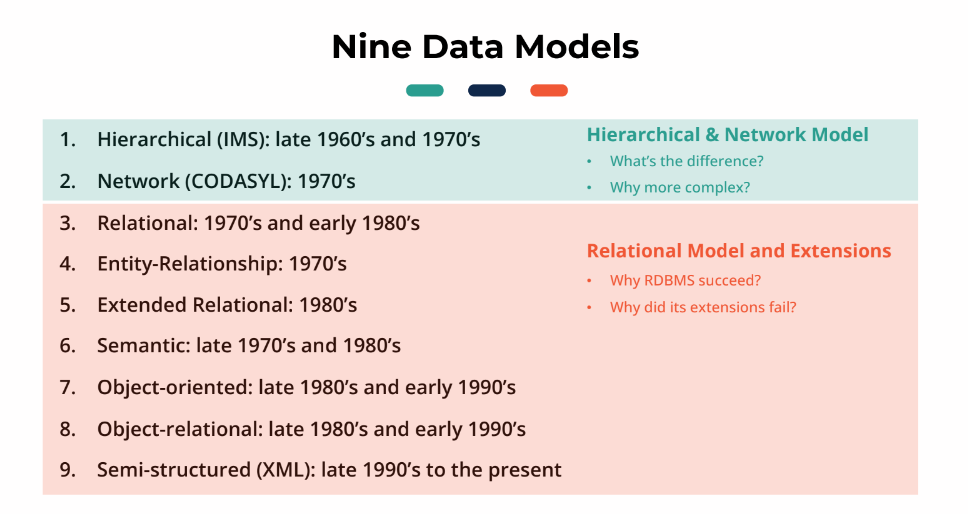 Nine Data Models
1. Hierarchical (IMS): late 1960’s and 1970’s
2. Network (CODASYL): 1970’s
Hierarchical & Network Model
• What’s the difference?
• Why more complex?
3. Relational: 1970’s and early 1980’s
4. Entity-Relationship: 1970’s
5. Extended Relational: 1980’s
6. Semantic: late 1970’s and 1980’s
7. Object-oriented: late 1980’s and early 1990’s
8. Object-relational: late 1980’s and early 1990’s
9. Semi-structured (XML): late 1990’s to the present
Relational Model and Extensions
• Why RDBMS succeed?
• Why did its extensions fail?